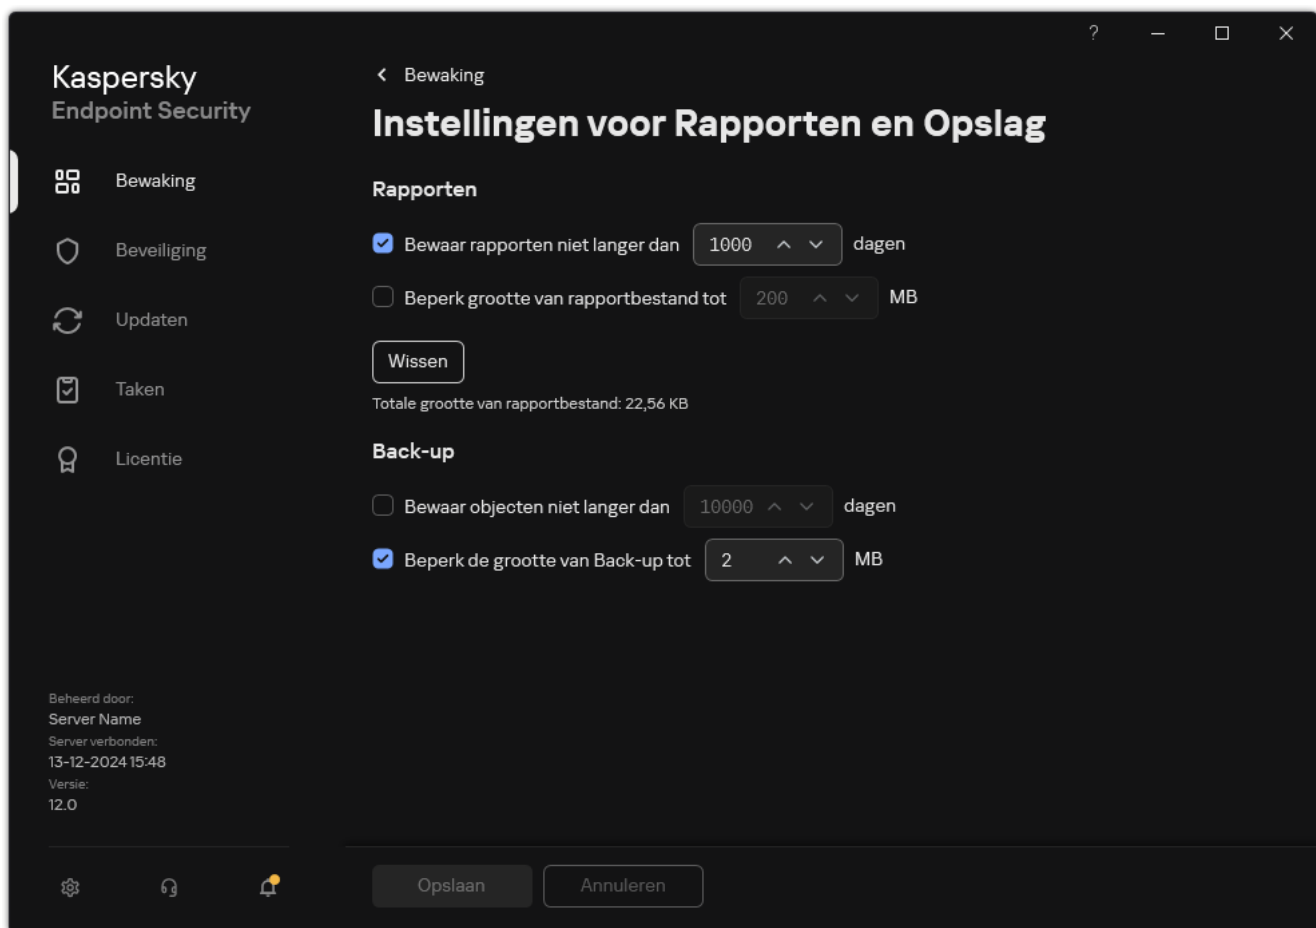 ?
Kaspersky
Endpoint Security
Bewaking
Beveiliging
Updaten
Taken
Licentie
Beheerd door:
Server Name
Server verbonden:
13-12-2024 15:48
Versie:
12.0
Bewaking
Instellingen voor Rapporten en Opslag
Rapporten
Bewaar rapporten niet langer dan 1000 dagen
Beperk grootte van rapportbestand tot 200 MB
Wissen
Totale grootte van rapportbestand: 22,56 KB
Back-up
Bewaar objecten niet langer dan 10000 dagen
Beperk de grootte van Back-up tot 2 MB
Opslaan Annuleren